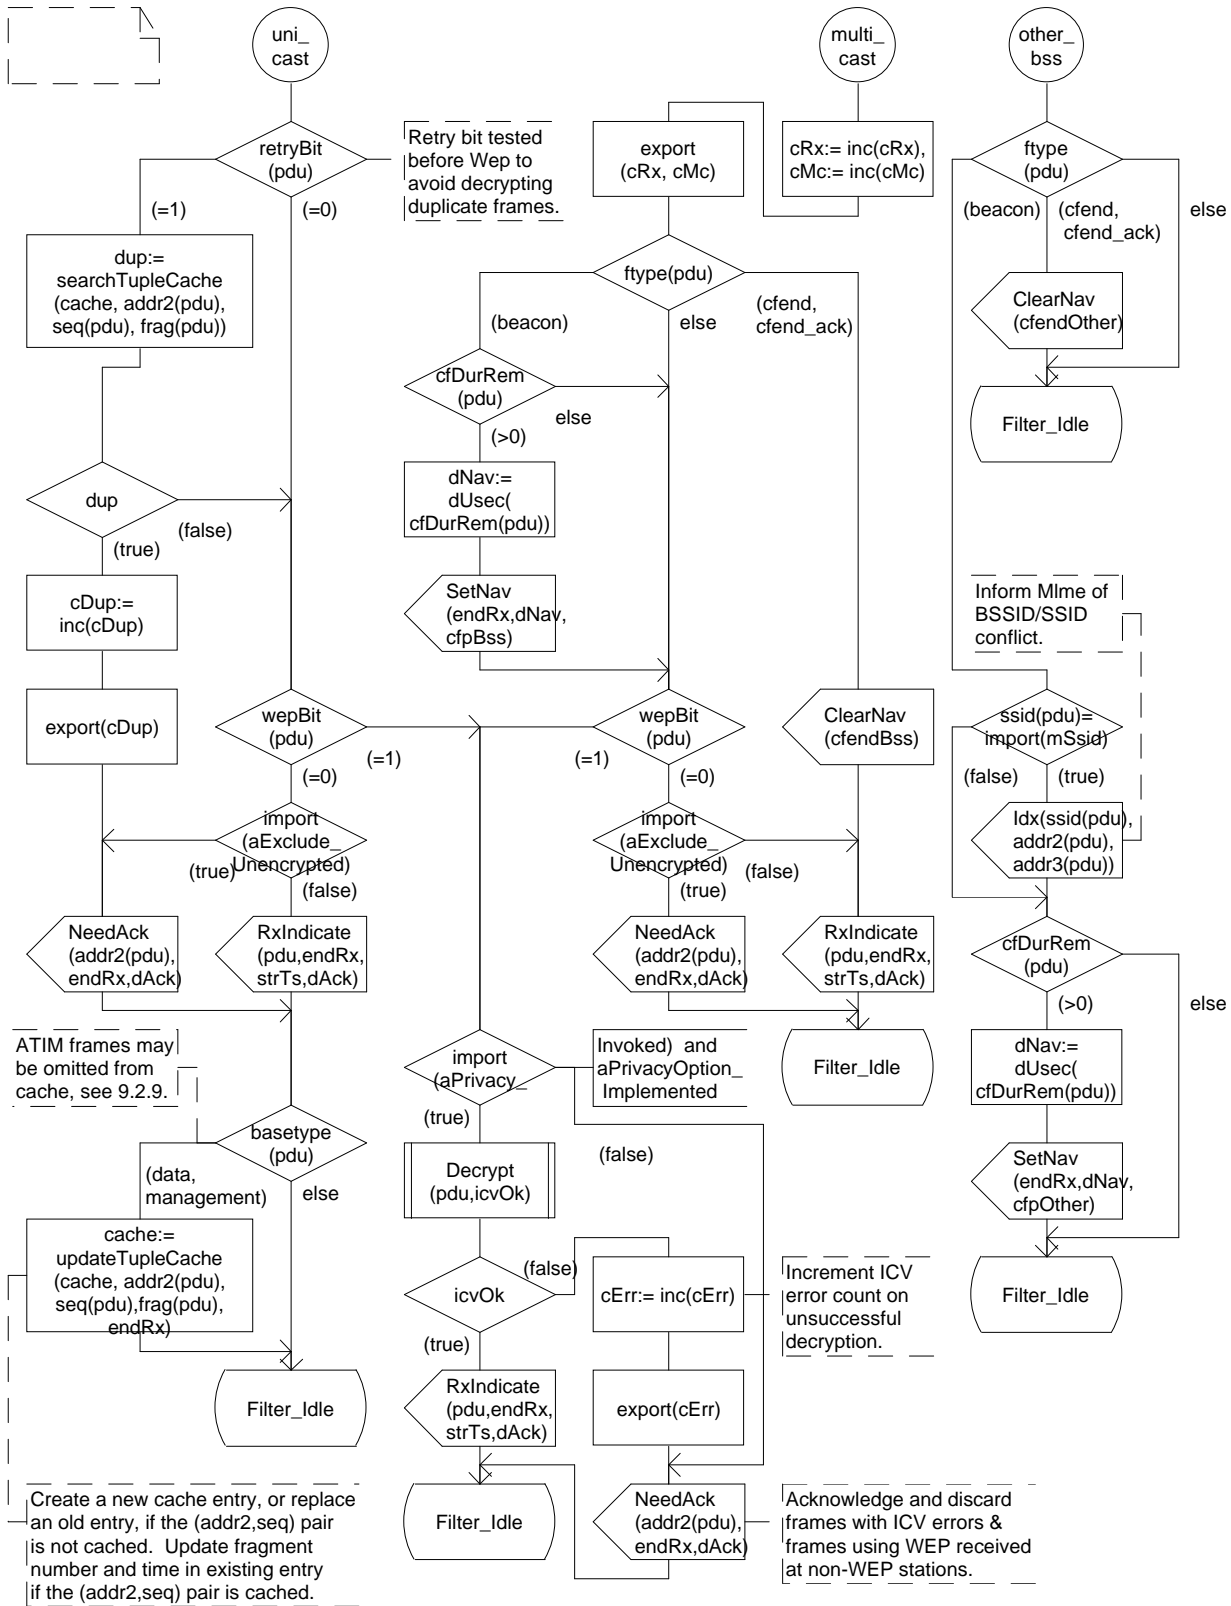 uni_
cast
multi_
cast
other_
bss
retryBit
(pdu)
(=1)
(=0)
Retry bit tested
before Wep to
avoid decrypting
duplicate frames.
export
(cRx, cMc)
cRx:= inc(cRx),
cMc:= inc(cMc)
ftype
(pdu)
(beacon)
(cfend,
cfend_ack)
else
dup:=
searchTupleCache
(cache, addr2(pdu),
seq(pdu), frag(pdu))
ftype(pdu)
(beacon)
else
(cfend,
cfend_ack)
ClearNav
(cfendOther)
Filter_Idle
cfDurRem
(pdu)
else
(>0)
dup
(false)
(true)
dNav:=
dUsec(
cfDurRem(pdu))
cDup:=
inc(cDup)
SetNav
(endRx,dNav,
cfpBss)
Inform Mlme of
BSSID/SSID
conflict.
export(cDup)
wepBit
(pdu)
(=1)
(=0)
wepBit
(pdu)
(=1)
(=0)
ClearNav
(cfendBss)
ssid(pdu)=
import(mSsid)
(false)
(true)
import
(aExclude_
Unencrypted)
(true)
(false)
import
(aExclude_
Unencrypted)
(true)
(false)
Idx(ssid(pdu),
addr2(pdu),
addr3(pdu))
NeedAck
(addr2(pdu),
endRx,dAck)
RxIndicate
(pdu,endRx,
strTs,dAck)
NeedAck
(addr2(pdu),
endRx,dAck)
RxIndicate
(pdu,endRx,
strTs,dAck)
cfDurRem
(pdu)
(>0)
else
ATIM frames may
be omitted from
cache, see 9.2.9.
import
(aPrivacy_
Invoked)  and
aPrivacyOption_
Implemented
(true)
(false)
Filter_Idle
dNav:=
dUsec(
cfDurRem(pdu))
basetype
(pdu)
(data,
management)
else
Decrypt
(pdu,icvOk)
SetNav
(endRx,dNav,
cfpOther)
cache:=
updateTupleCache
(cache, addr2(pdu),
seq(pdu),frag(pdu),
endRx)
icvOk
(false)
(true)
cErr:= inc(cErr)
Increment ICV
error count on
unsuccessful
decryption.
Filter_Idle
Filter_Idle
RxIndicate
(pdu,endRx,
strTs,dAck)
export(cErr)
Create a new cache entry, or replace
an old entry, if the (addr2,seq) pair
is not cached.  Update fragment
number and time in existing entry
if the (addr2,seq) pair is cached.
Filter_Idle
NeedAck
(addr2(pdu),
endRx,dAck)
Acknowledge and discard
frames with ICV errors &
frames using WEP received
at non-WEP stations.